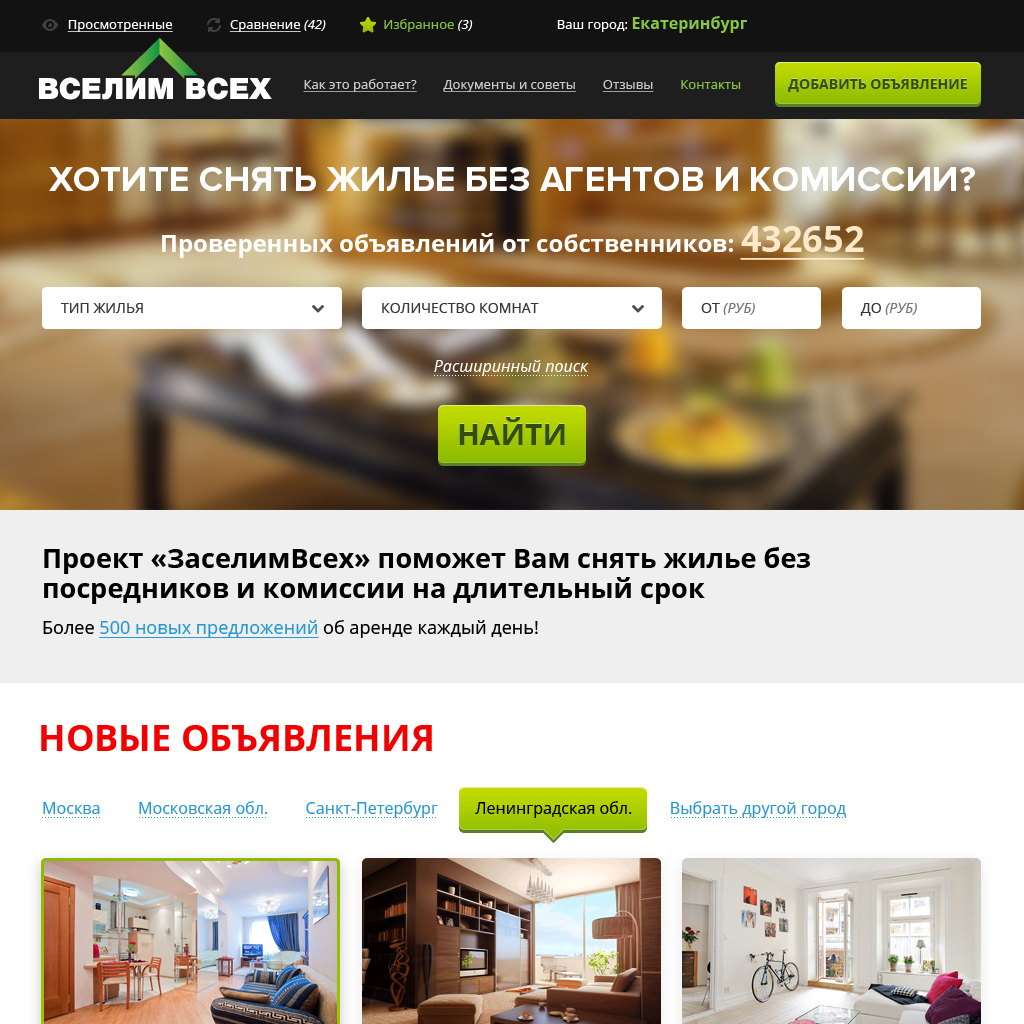 Просмотренные Сравнение (42) Избранное (3) Ваш город: Екатеринбург
ВСЕЛИМ ВСЕХ Как это работает? Документы и советы Отзывы Контакты ДОБАВИТЬ ОБЪЯВЛЕНИЕ
ХОТИТЕ СНЯТЬ ЖИЛЬЕ БЕЗ АГЕНТОВ И КОМИССИИ?
Проверенных объявлений от собственников: 432652
ТИП ЖИЛЬЯ КОЛИЧЕСТВО КОМНАТ ОТ (РУБ) ДО (РУБ)
Расширинный поиск
НАЙТИ
Проект «ЗаселимВсех» поможет Вам снять жилье без
посредников и комиссии на длительный срок
Более 500 новых предложений об аренде каждый день!
НОВЫЕ ОБЪЯВЛЕНИЯ
Москва Московская обл. Санкт-Петербург Ленинградская обл. Выбрать другой город